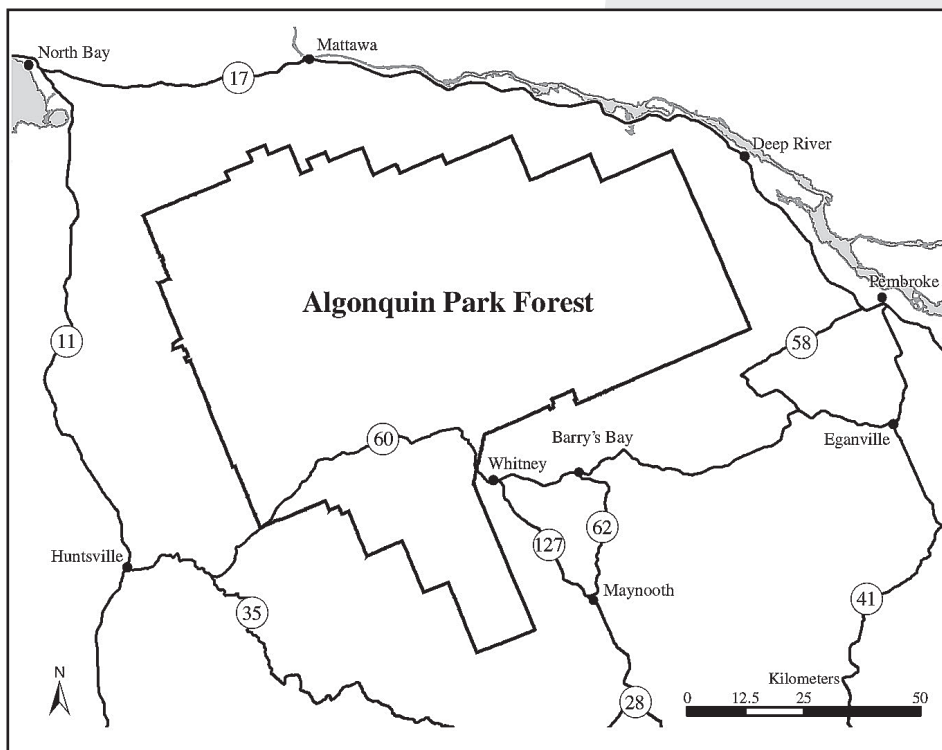 North Bay
Mattawa
17
Deep River
Pembroke
Algonquin Park Forest
11
58
60
Barry's Bay
Eganville
Whitney
62
127
Huntsville
Maynooth
35
41
N
Kilometers
0 12.5 25 50
28